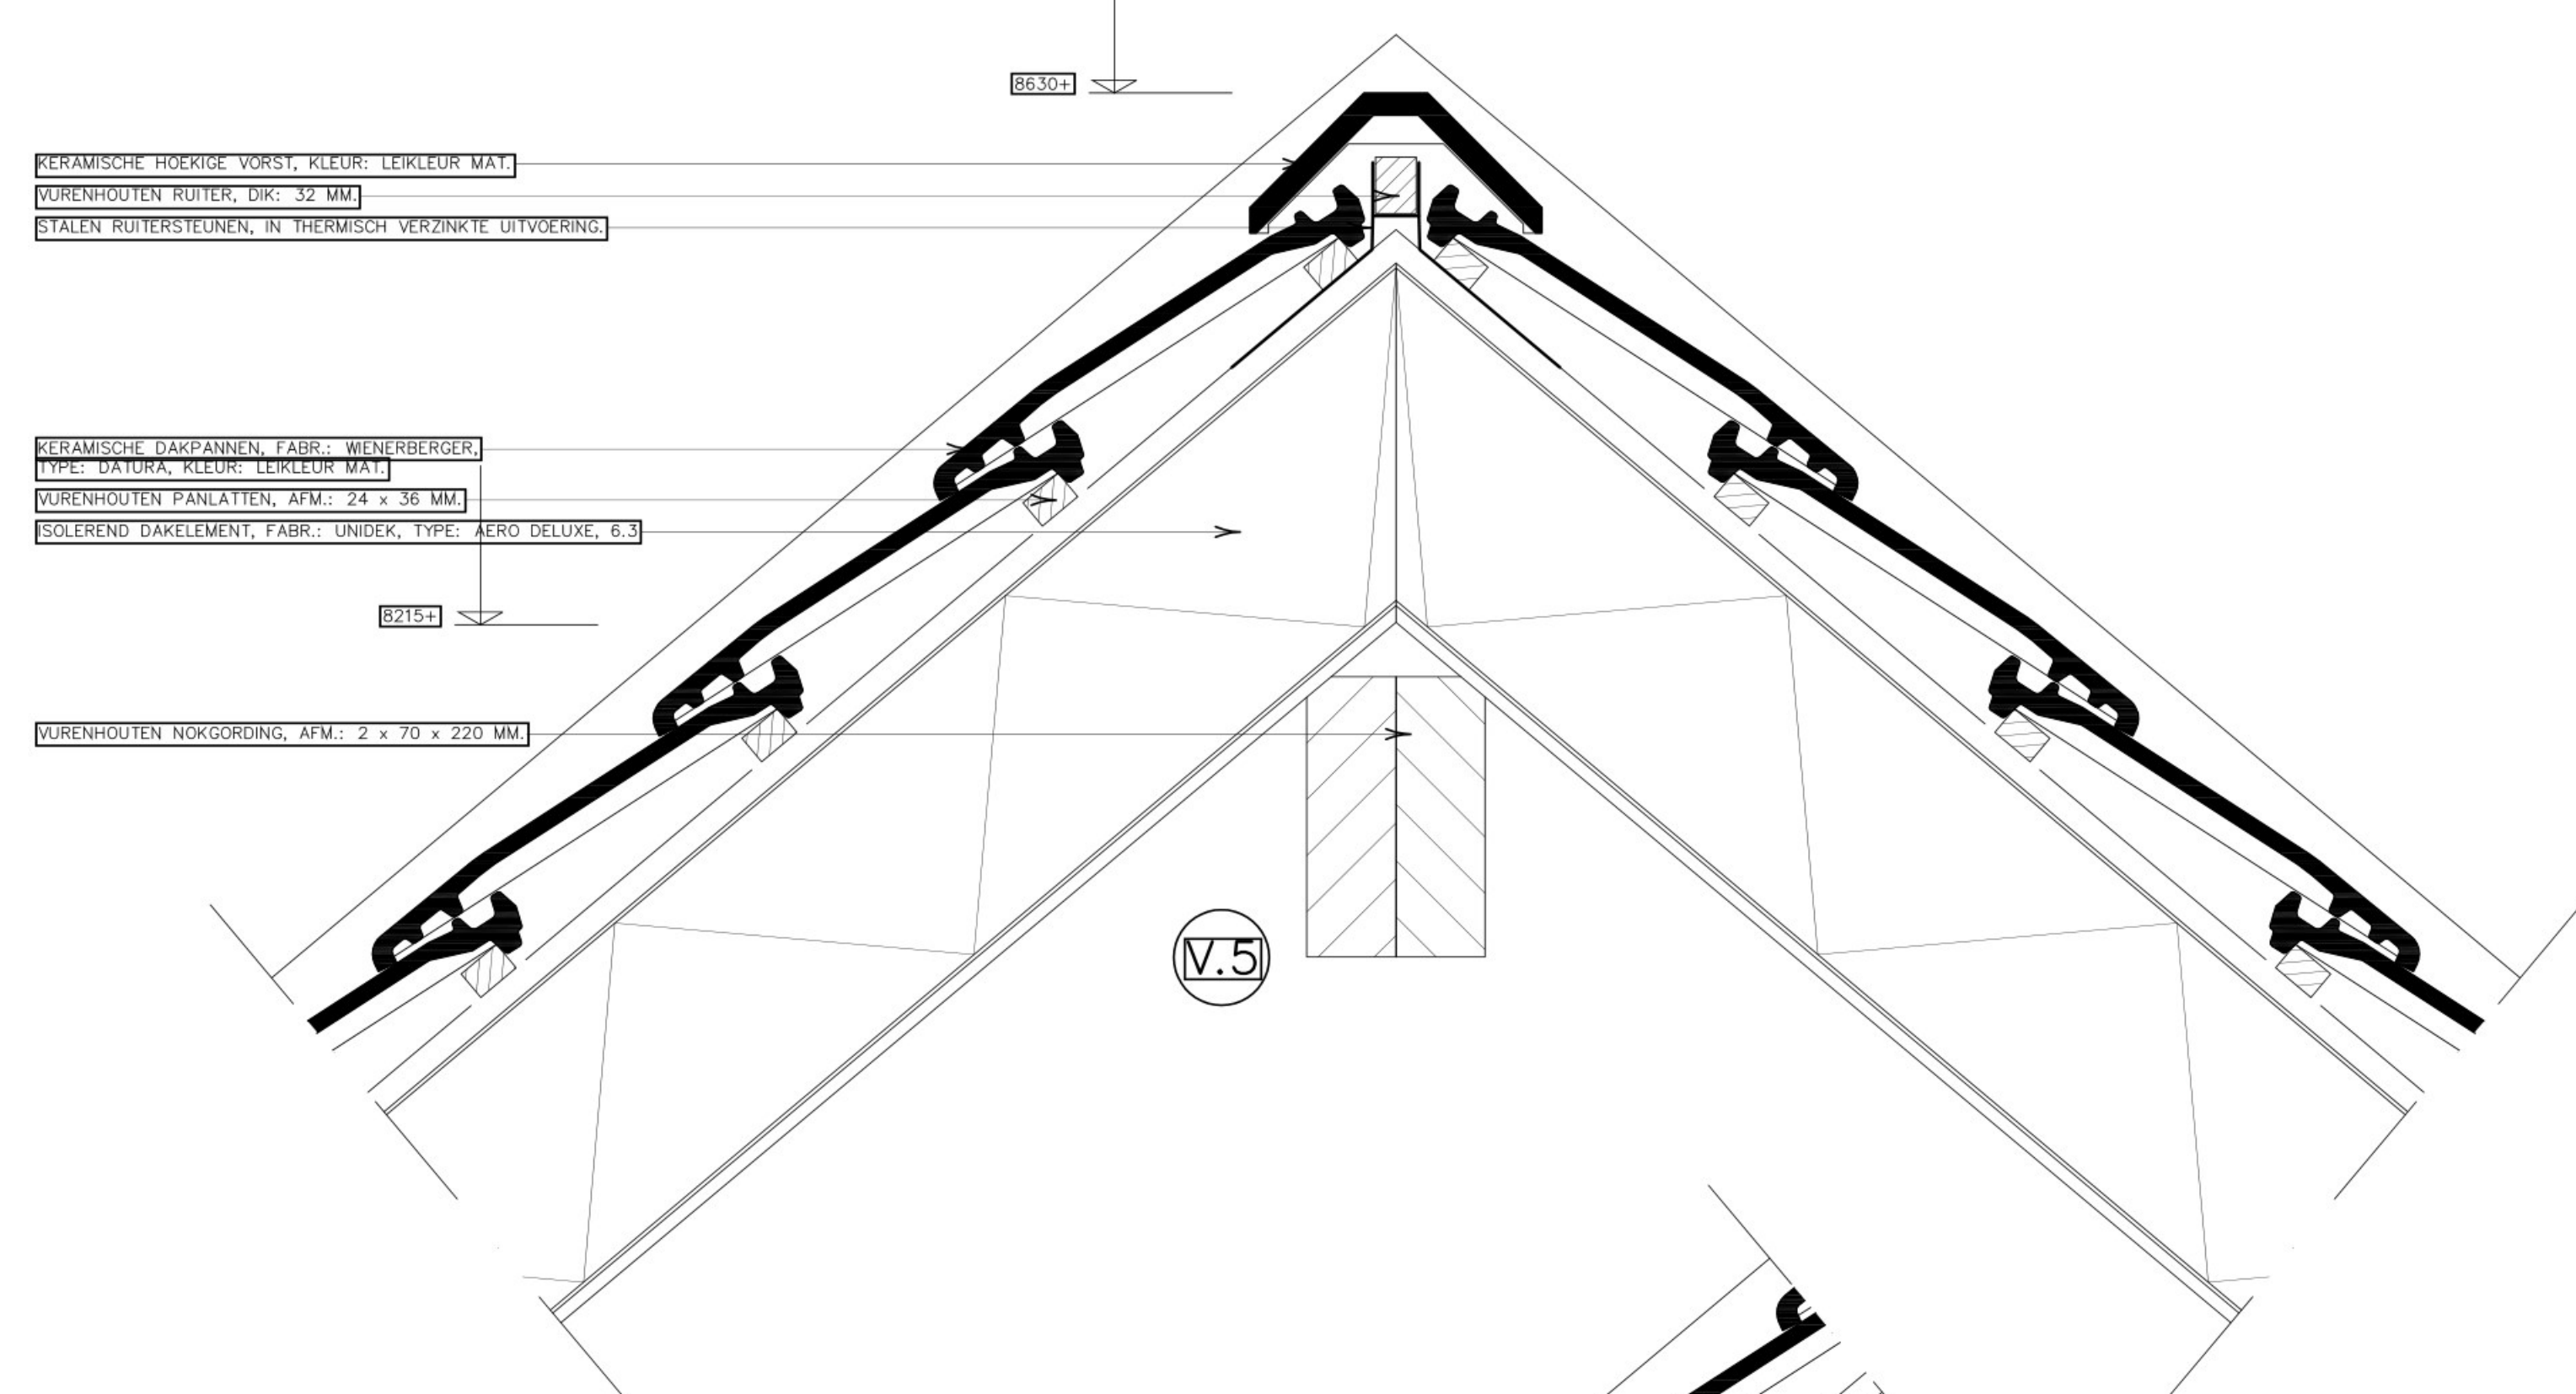 8630+
KERAMISCHE HOEKIGE VORST, KLEUR: LEIKLEUR MAT.
VURENHOUTEN RUITER, DIK: 32 MM.
STALEN RUITERSTEUNEN, IN THERMISCH VERZINKTE UITVOERING.
KERAMISCHE DAKPANNEN, FABR.: WIENERBERGER,
TYPE: DATURA, KLEUR: LEIKLEUR MAT.
VURENHOUTEN PANLATTEN, AFM.: 24 x 36 MM.
ISOLEREND DAKELEMENT, FABR.: UNIDEK, TYPE: AERO DELUXE, 6.3
8215+
VURENHOUTEN NOKGORDING, AFM.: 2 x 70 x 220 MM.
V.5